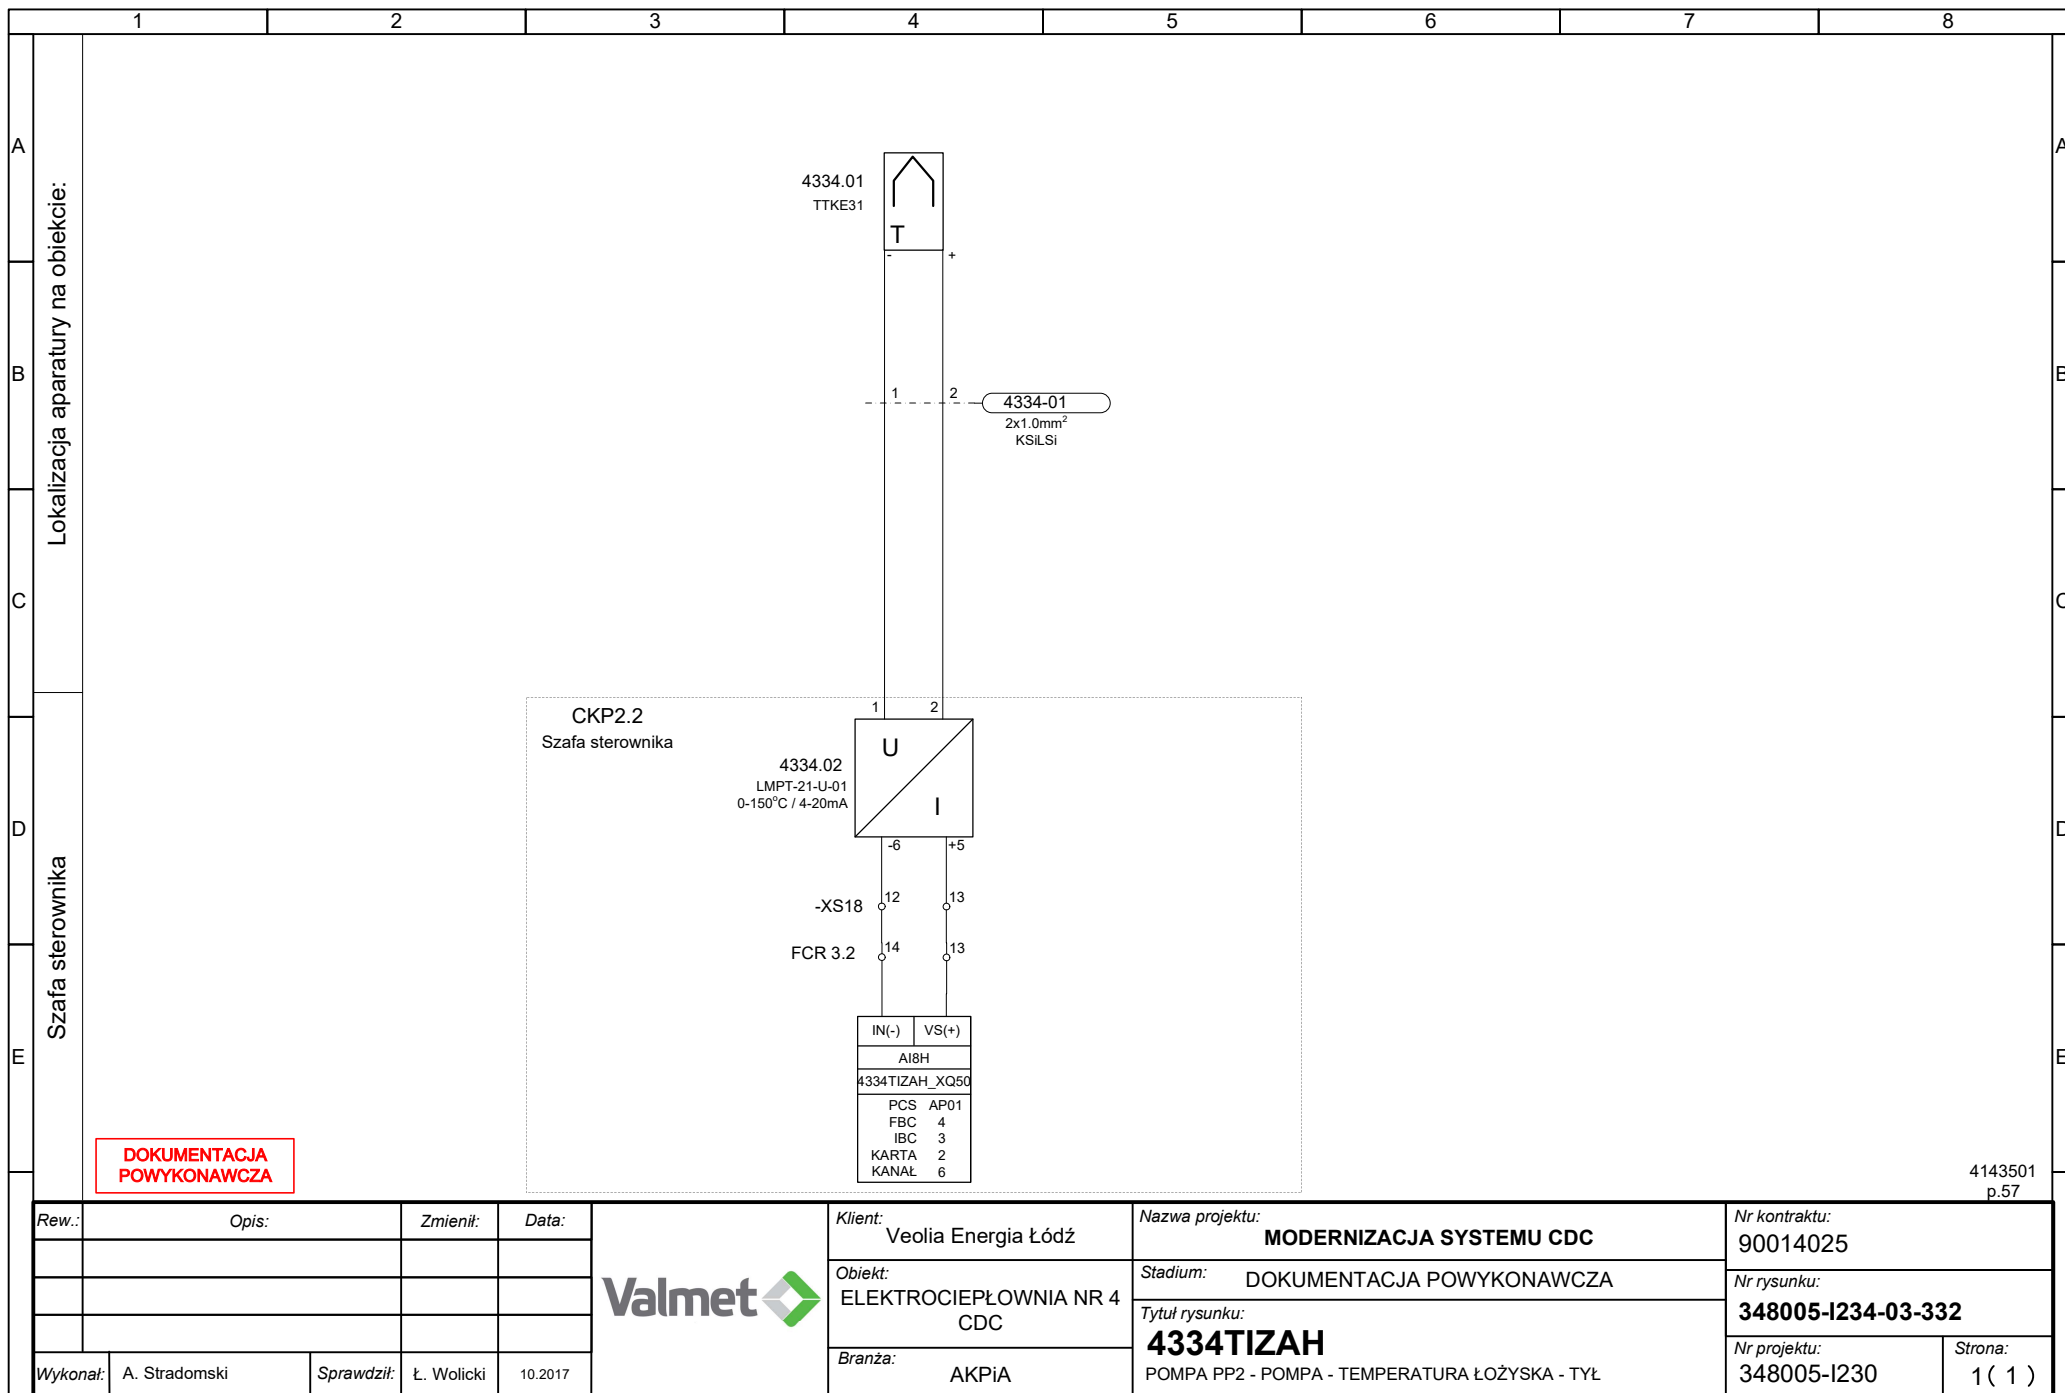 1 2 3 4 5 6 7 8
A A
B B
C C
D D
E E
Lokalizacja aparatury na obiekcie:
Szafa sterownika
4334.01
TTKE31
T
- +
1 2
4334-01
2x1.0mm²
KSiLSi
CKP2.2
Szafa sterownika
1 2
U
I
4334.02
LMPT-21-U-01
0-150°C / 4-20mA
-6 +5
-XS18 12 13
FCR 3.2 14 13
IN(-) VS(+)
AI8H
4334TIZAH_XQ50
PCS AP01
FBC 4
IBC 3
KARTA 2
KANAŁ 6
DOKUMENTACJA
POWYKONAWCZA
4143501
p.57
Rew.: Opis: Zmienił: Data:
Wykonał: A. Stradomski Sprawdził: Ł. Wolicki 10.2017
Valmet
Klient:
Veolia Energia Łódź
Obiekt:
ELEKTROCIEPŁOWNIA NR 4
CDC
Branża:
AKPiA
Nazwa projektu:
MODERNIZACJA SYSTEMU CDC
Stadium: DOKUMENTACJA POWYKONAWCZA
Tytuł rysunku:
4334TIZAH
POMPA PP2 - POMPA - TEMPERATURA ŁOŻYSKA - TYŁ
Nr kontraktu:
90014025
Nr rysunku:
348005-I234-03-332
Nr projektu:
348005-I230
Strona:
1( 1 )